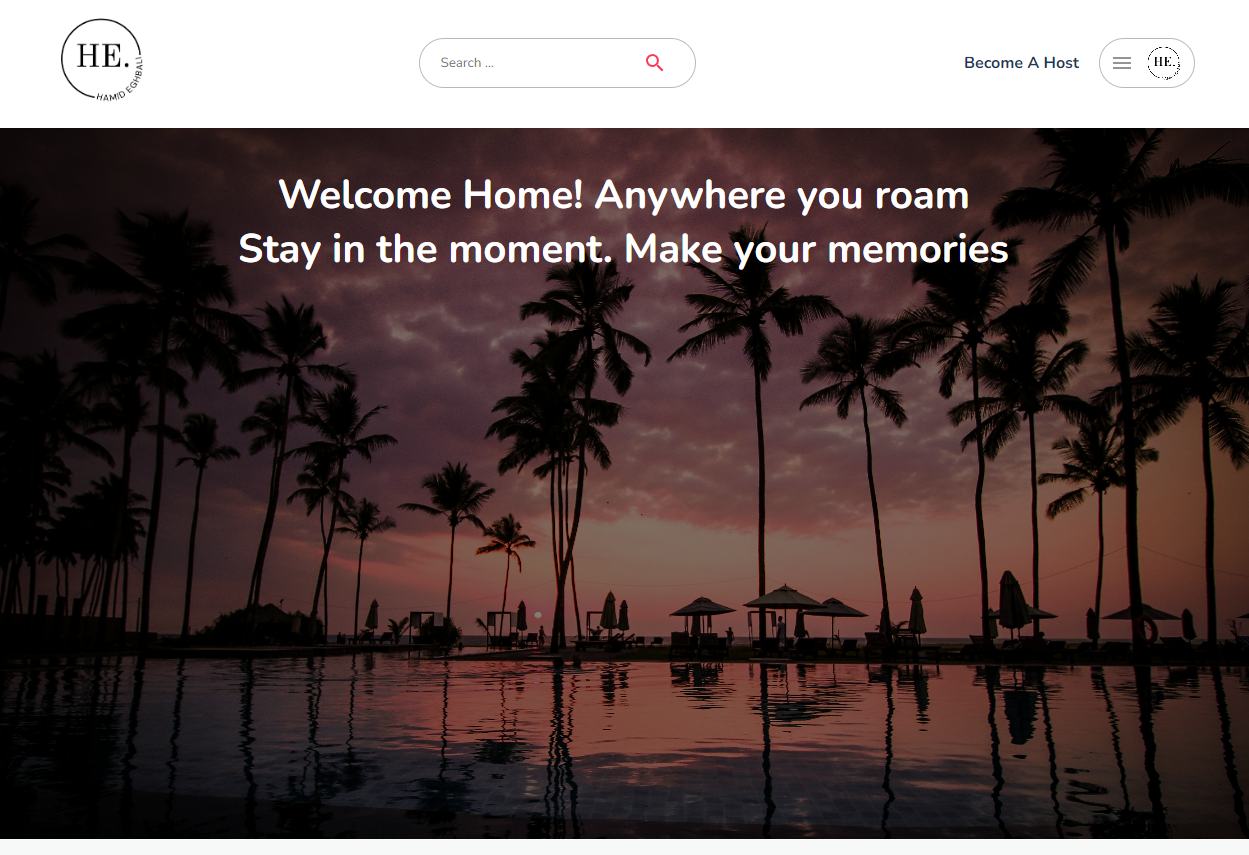 HE.
HAMID EGHBALI
Search ...
Become A Host
HE.
Welcome Home! Anywhere you roam
Stay in the moment. Make your memories